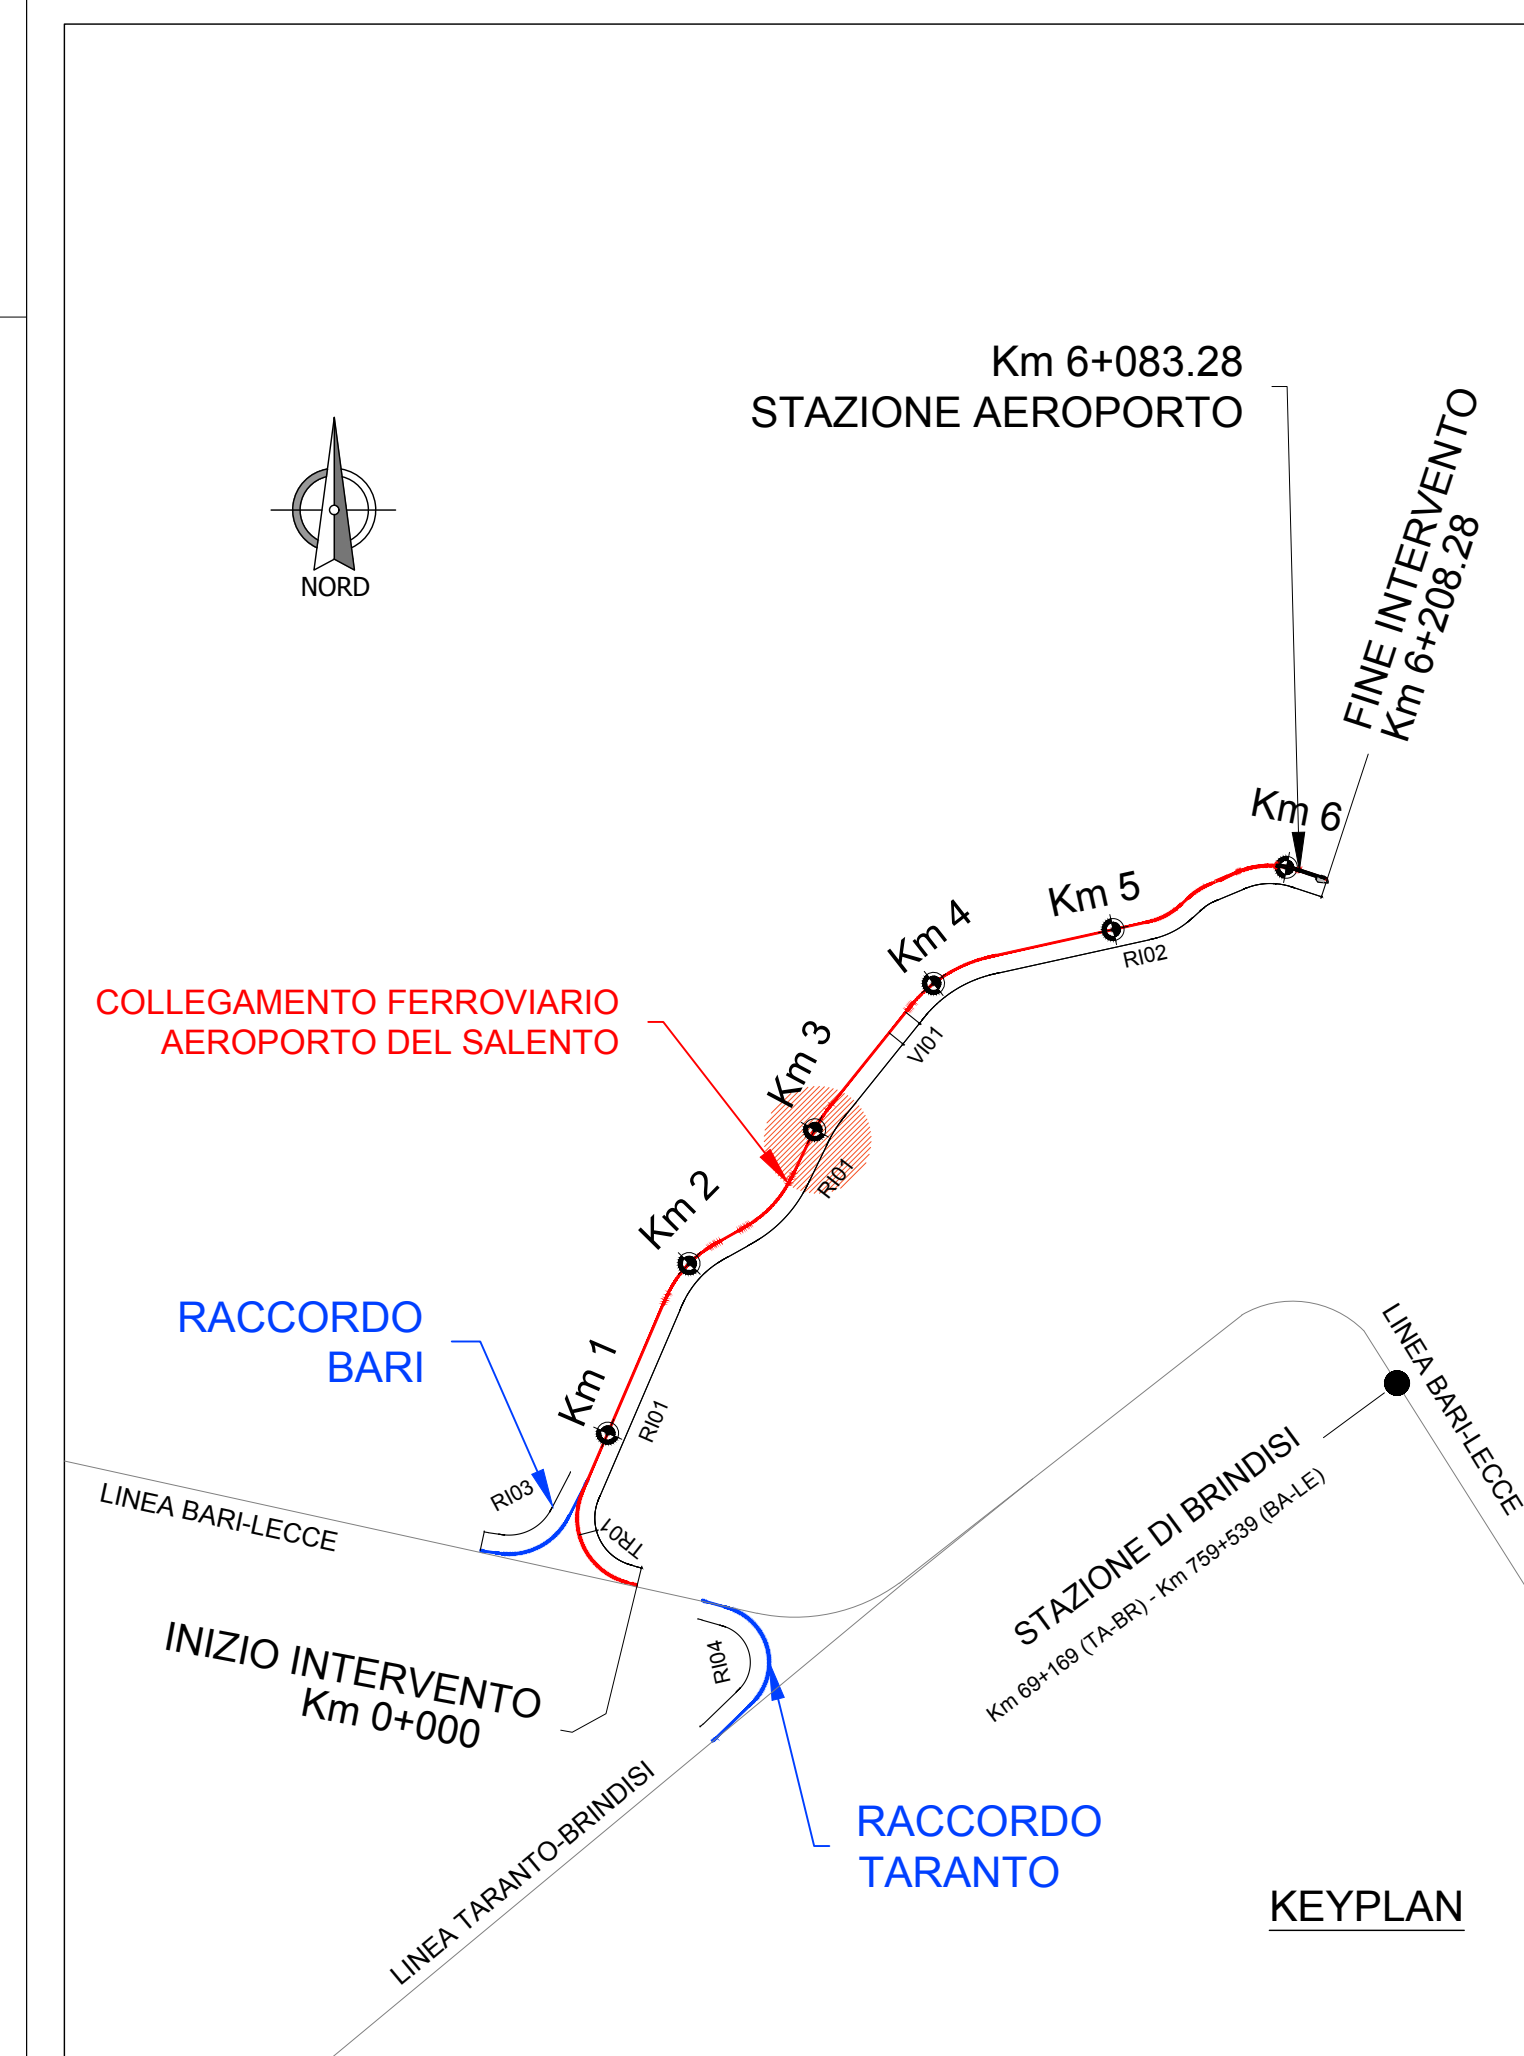 Km 6+083.28
STAZIONE AEROPORTO
FINE INTERVENTO
Km 6+208.28
NORD
Km 6
Km 5
Km 4
RI02
COLLEGAMENTO FERROVIARIO
AEROPORTO DEL SALENTO
Km 3
VI01
RI01
Km 2
RACCORDO
BARI
Km 1
RI01
LINEA BARI-LECCE
RI03
TR01
LINEA BARI-LECCE
STAZIONE DI BRINDISI
Km 69+169 (TA-BR) - Km 759+539 (BA-LE)
INIZIO INTERVENTO
Km 0+000
RI04
LINEA TARANTO-BRINDISI
RACCORDO
TARANTO
KEYPLAN